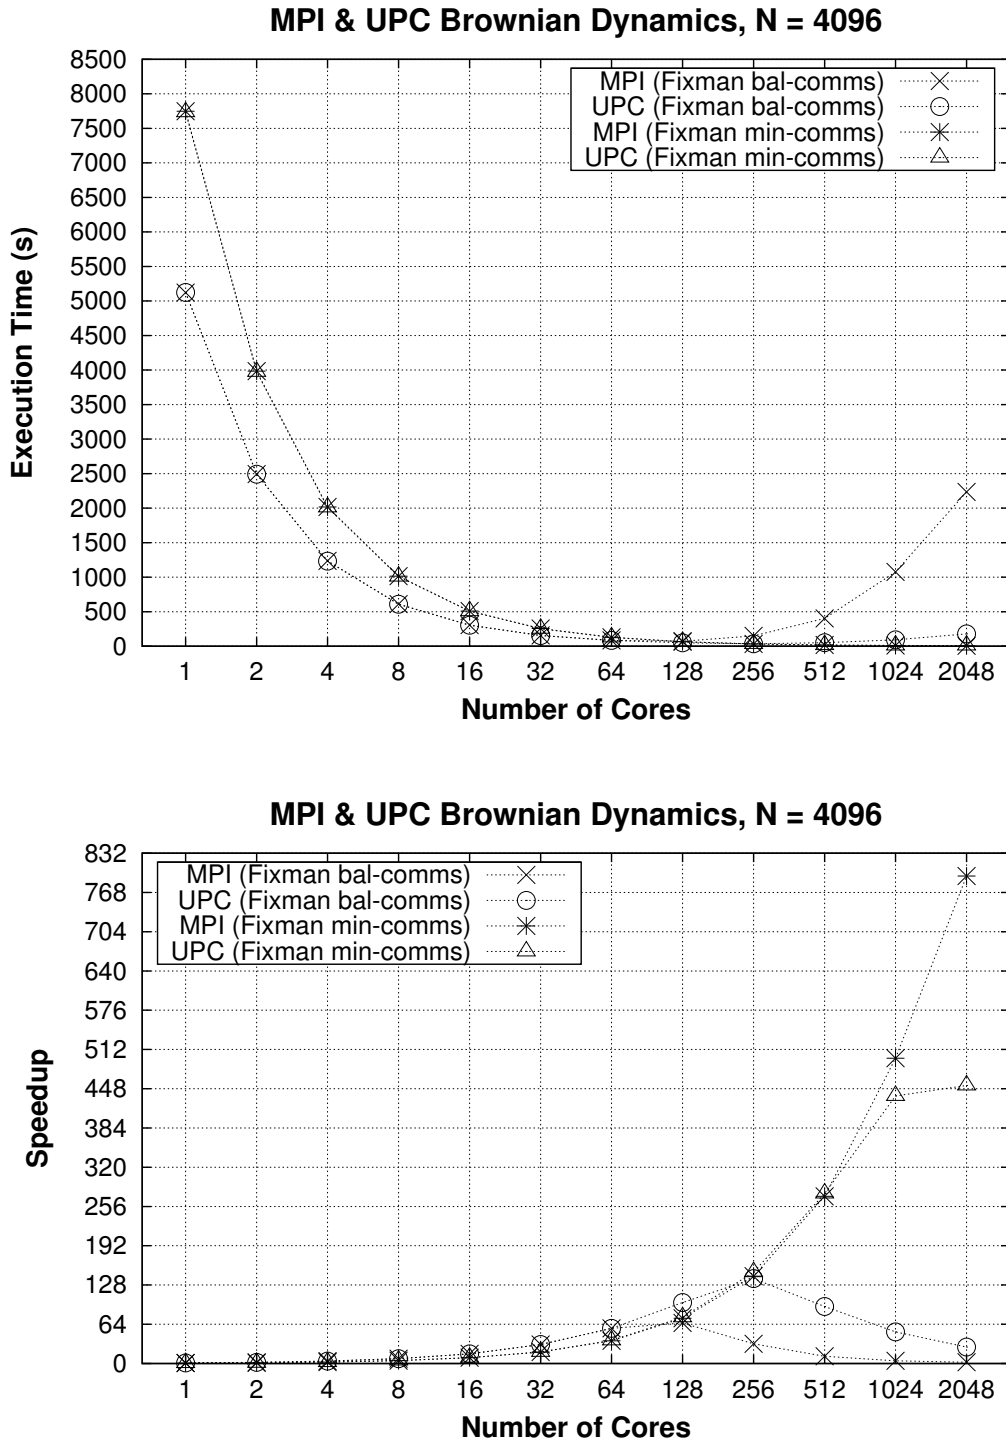 MPI & UPC Brownian Dynamics, N = 4096
8500
8000
7500
7000
6500
6000
5500
5000
4500
4000
3500
3000
2500
2000
1500
1000
500
0
Execution Time (s)
MPI (Fixman bal-comms)
UPC (Fixman bal-comms)
MPI (Fixman min-comms)
UPC (Fixman min-comms)
1 2 4 8 16 32 64 128 256 512 1024 2048
Number of Cores
MPI & UPC Brownian Dynamics, N = 4096
832
768
704
640
576
512
448
384
320
256
192
128
64
0
Speedup
MPI (Fixman bal-comms)
UPC (Fixman bal-comms)
MPI (Fixman min-comms)
UPC (Fixman min-comms)
1 2 4 8 16 32 64 128 256 512 1024 2048
Number of Cores